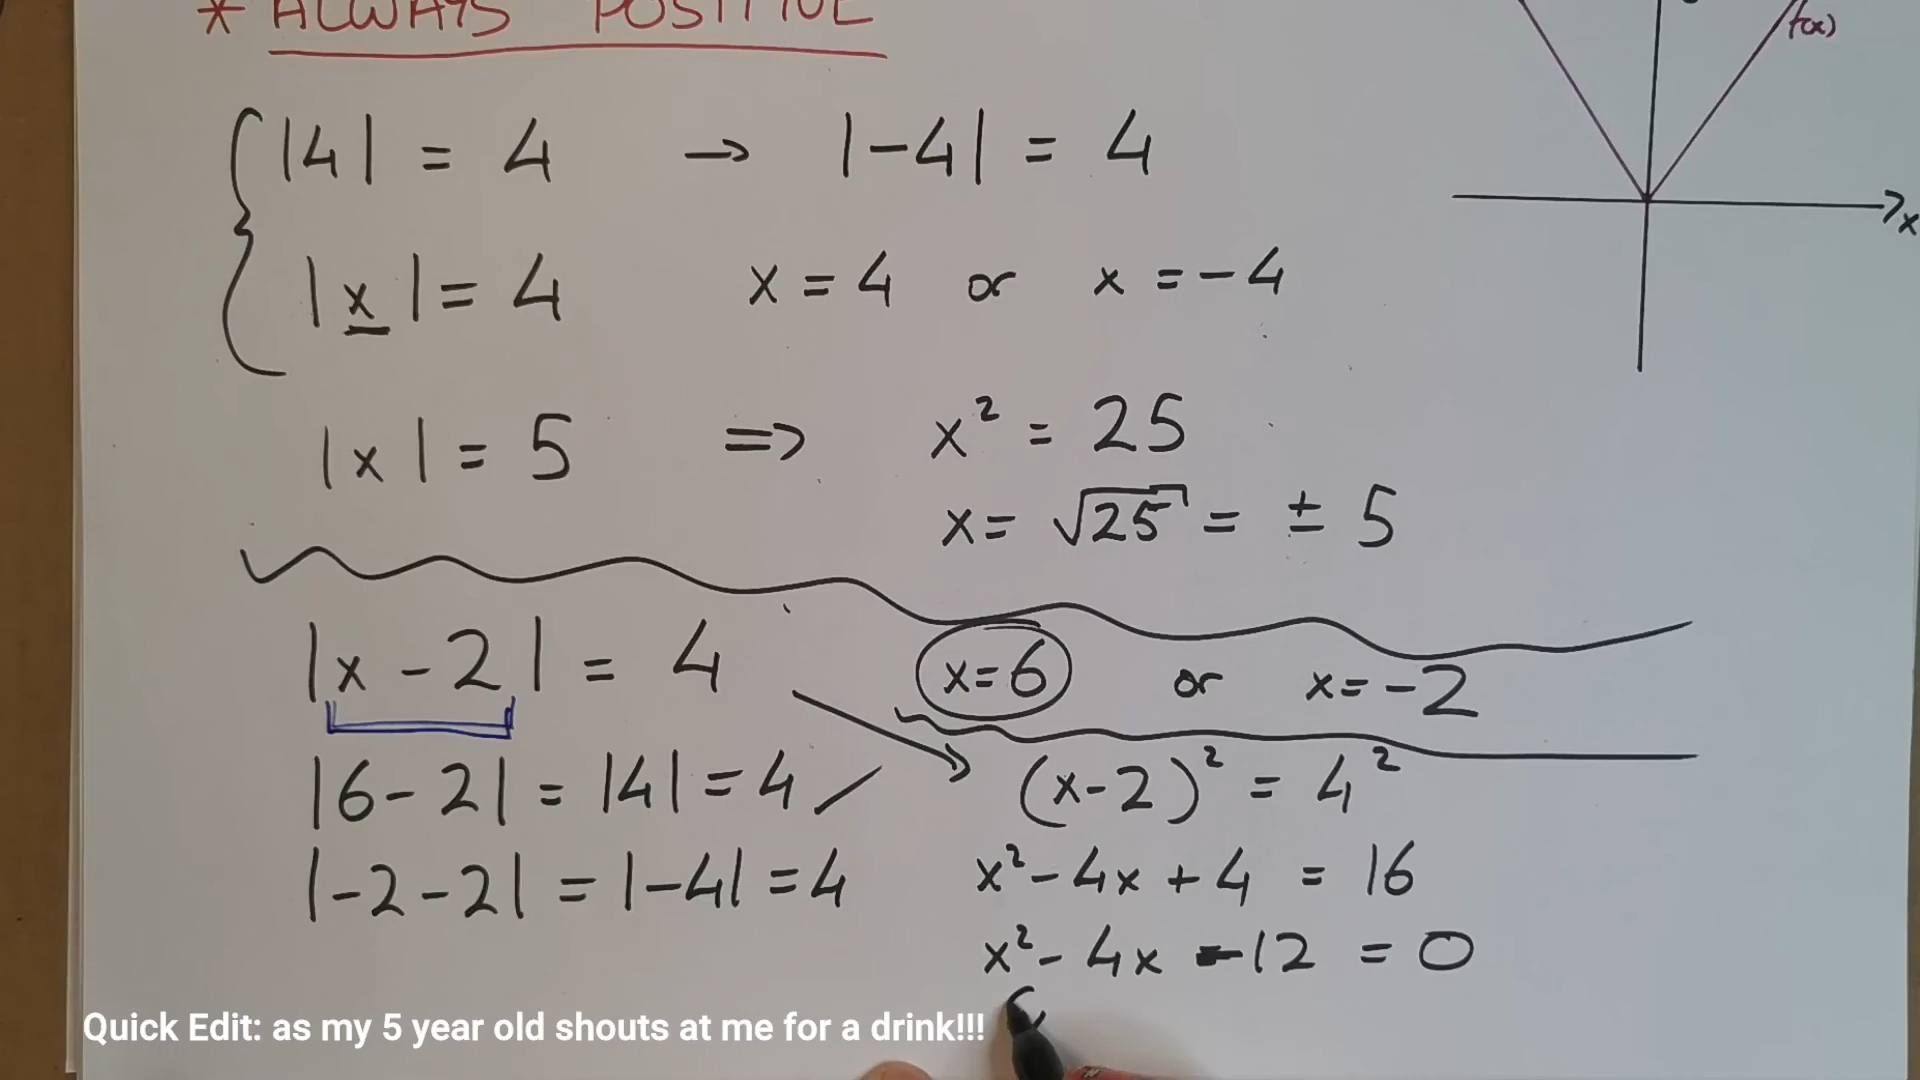 * ALWAYS POSITIVE
f(x)
|4| = 4 → |-4| = 4
x
|x| = 4 x = 4 or x = -4
|x| = 5 => x² = 25
x = √25 = ± 5
|x - 2| = 4 x = 6 or x = -2
|6 - 2| = |4| = 4 (x-2)² = 4²
|-2 - 2| = |-4| = 4 x² - 4x + 4 = 16
x² - 4x - 12 = 0
(
Quick Edit: as my 5 year old shouts at me for a drink!!!